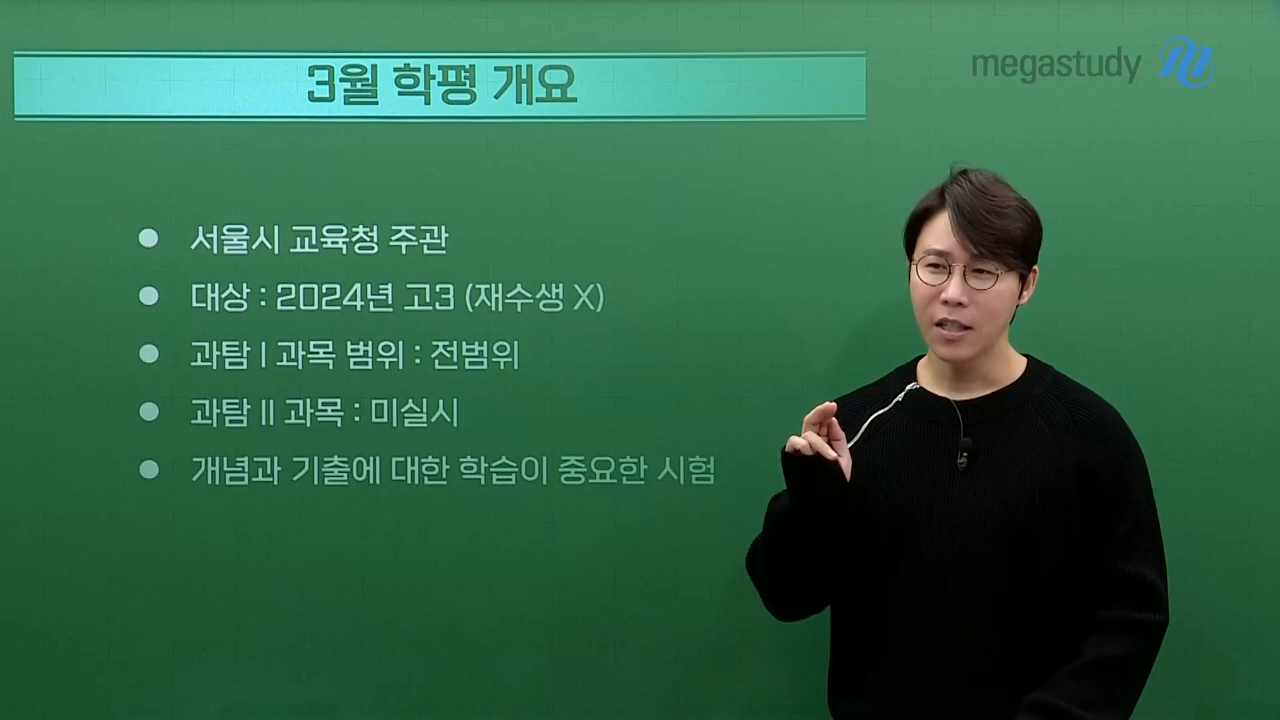 3월 학평 개요
megastudy
● 서울시 교육청 주관
● 대상 : 2024년 고3 (재수생 X)
● 과탐 I 과목 범위 : 전범위
● 과탐 II 과목 : 미실시
● 개념과 기출에 대한 학습이 중요한 시험